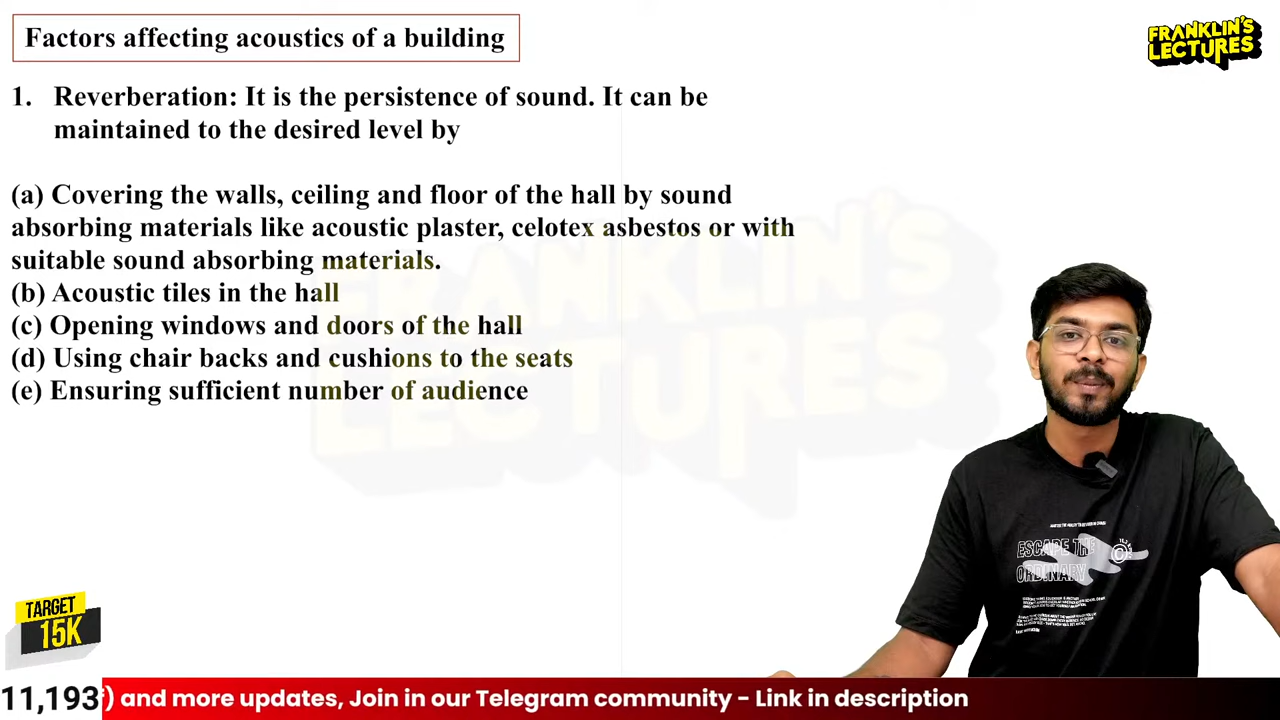 Factors affecting acoustics of a building
FRANKLIN'S
LECTURES
1. Reverberation: It is the persistence of sound. It can be
maintained to the desired level by
(a) Covering the walls, ceiling and floor of the hall by sound
absorbing materials like acoustic plaster, celotex asbestos or with
suitable sound absorbing materials.
(b) Acoustic tiles in the hall
(c) Opening windows and doors of the hall
(d) Using chair backs and cushions to the seats
(e) Ensuring sufficient number of audience
FRANKLIN'S
LECTURES
ESCAPE THE
ORDINARY
TARGET
15K
11,193
) and more updates, Join in our Telegram community - Link in description